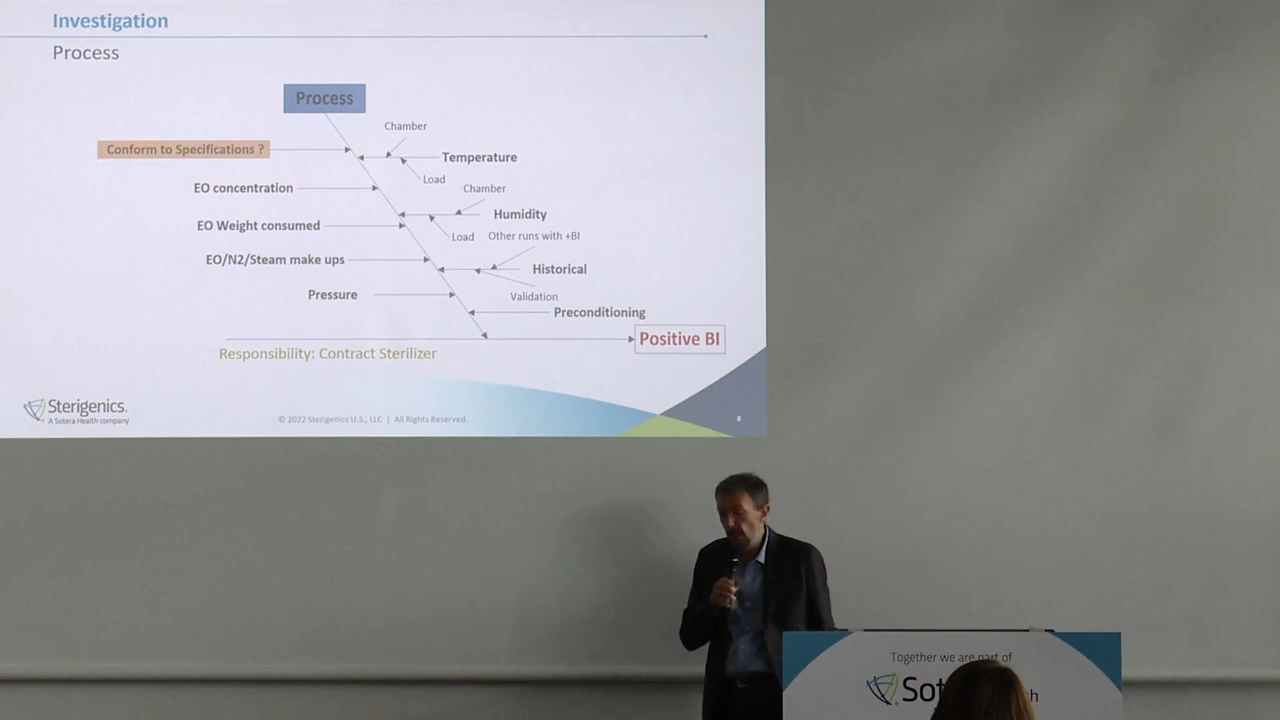 Investigation
Process
Process
Chamber
Conform to Specifications ?
Temperature
Load
EO concentration
Chamber
Humidity
EO Weight consumed
Load
Other runs with +BI
EO/N2/Steam make ups
Historical
Pressure
Validation
Preconditioning
Positive BI
Responsibility: Contract Sterilizer
Sterigenics.
A Sotera Health company
© 2022 Sterigenics U.S., LLC | All Rights Reserved.
8
Together we are part of